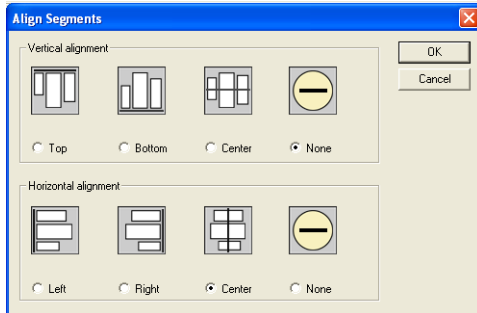 Align Segments
Vertical alignment
OK
Cancel
Top Bottom Center None
Horizontal alignment
Left Right Center None